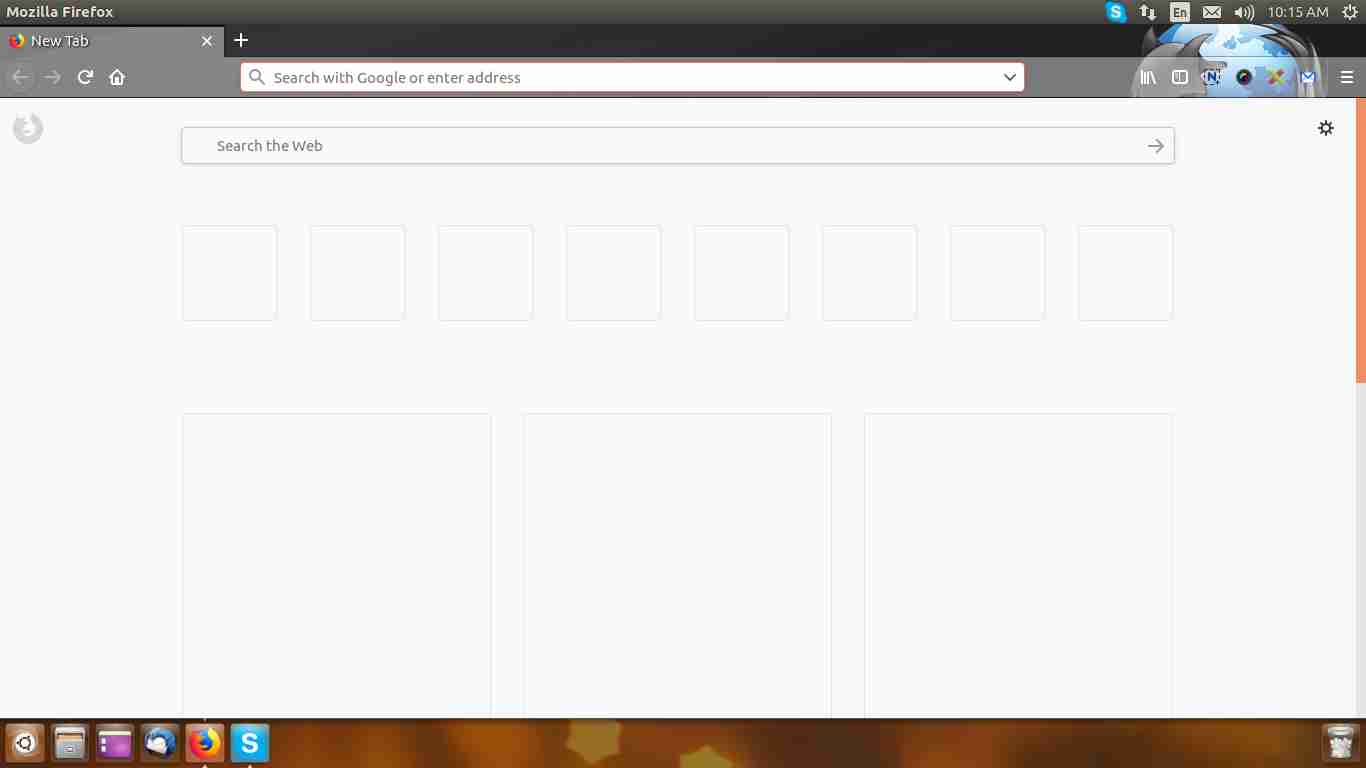 Mozilla Firefox
En
10:15 AM
New Tab
Search with Google or enter address
N
Search the Web
S